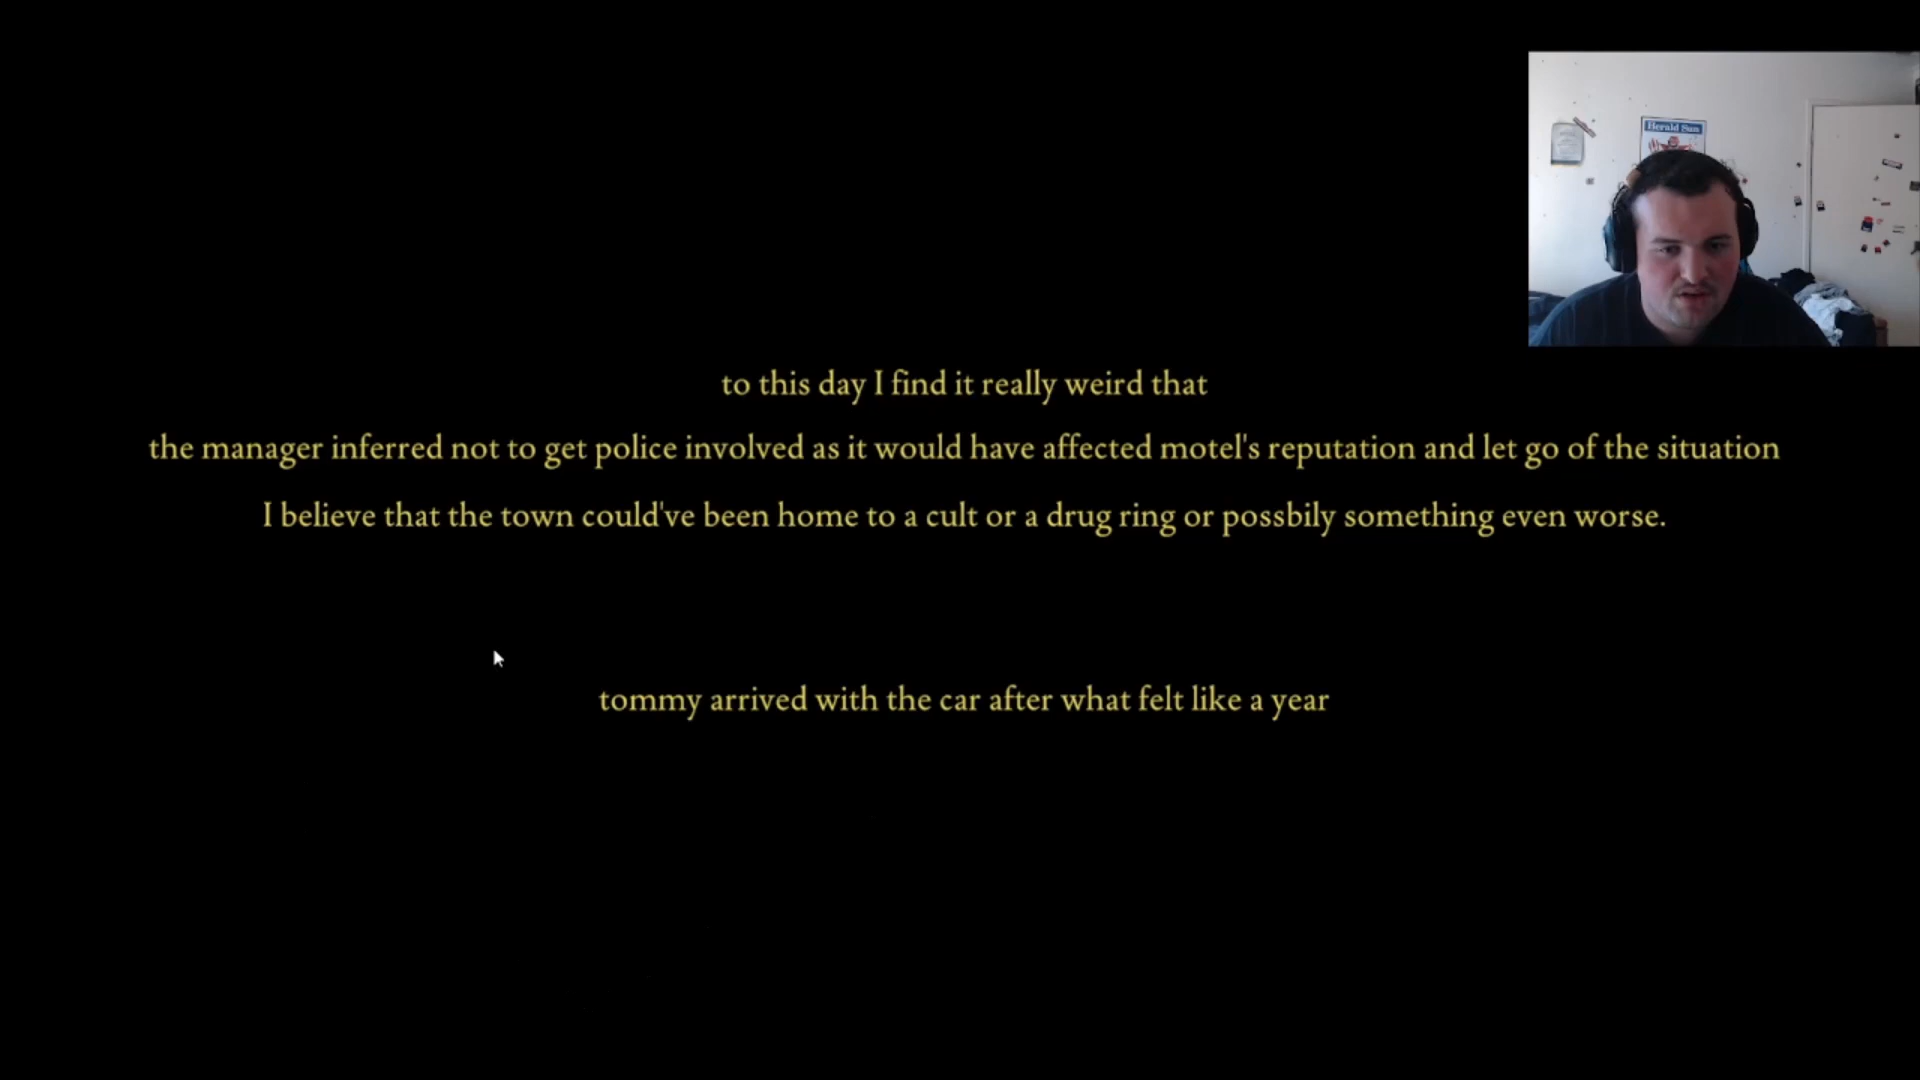 Herald Sun
to this day I find it really weird that
the manager inferred not to get police involved as it would have affected motel's reputation and let go of the situation
I believe that the town could've been home to a cult or a drug ring or possbily something even worse.
tommy arrived with the car after what felt like a year